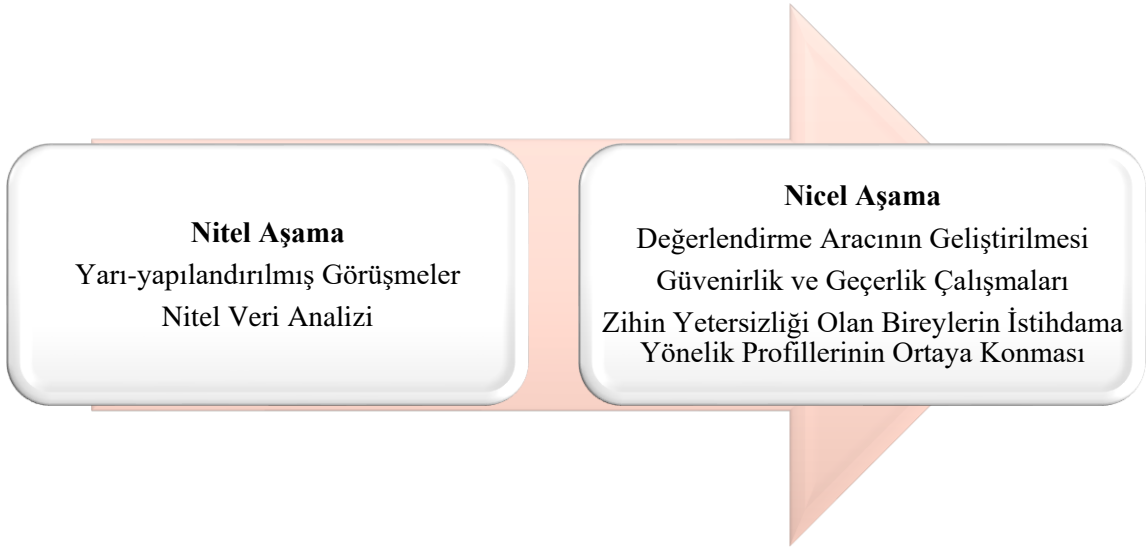 Nitel Aşama
Yarı-yapılandırılmış Görüşmeler
Nitel Veri Analizi
Nicel Aşama
Değerlendirme Aracının Geliştirilmesi
Güvenirlik ve Geçerlik Çalışmaları
Zihin Yetersizliği Olan Bireylerin İstihdama
Yönelik Profillerinin Ortaya Konması